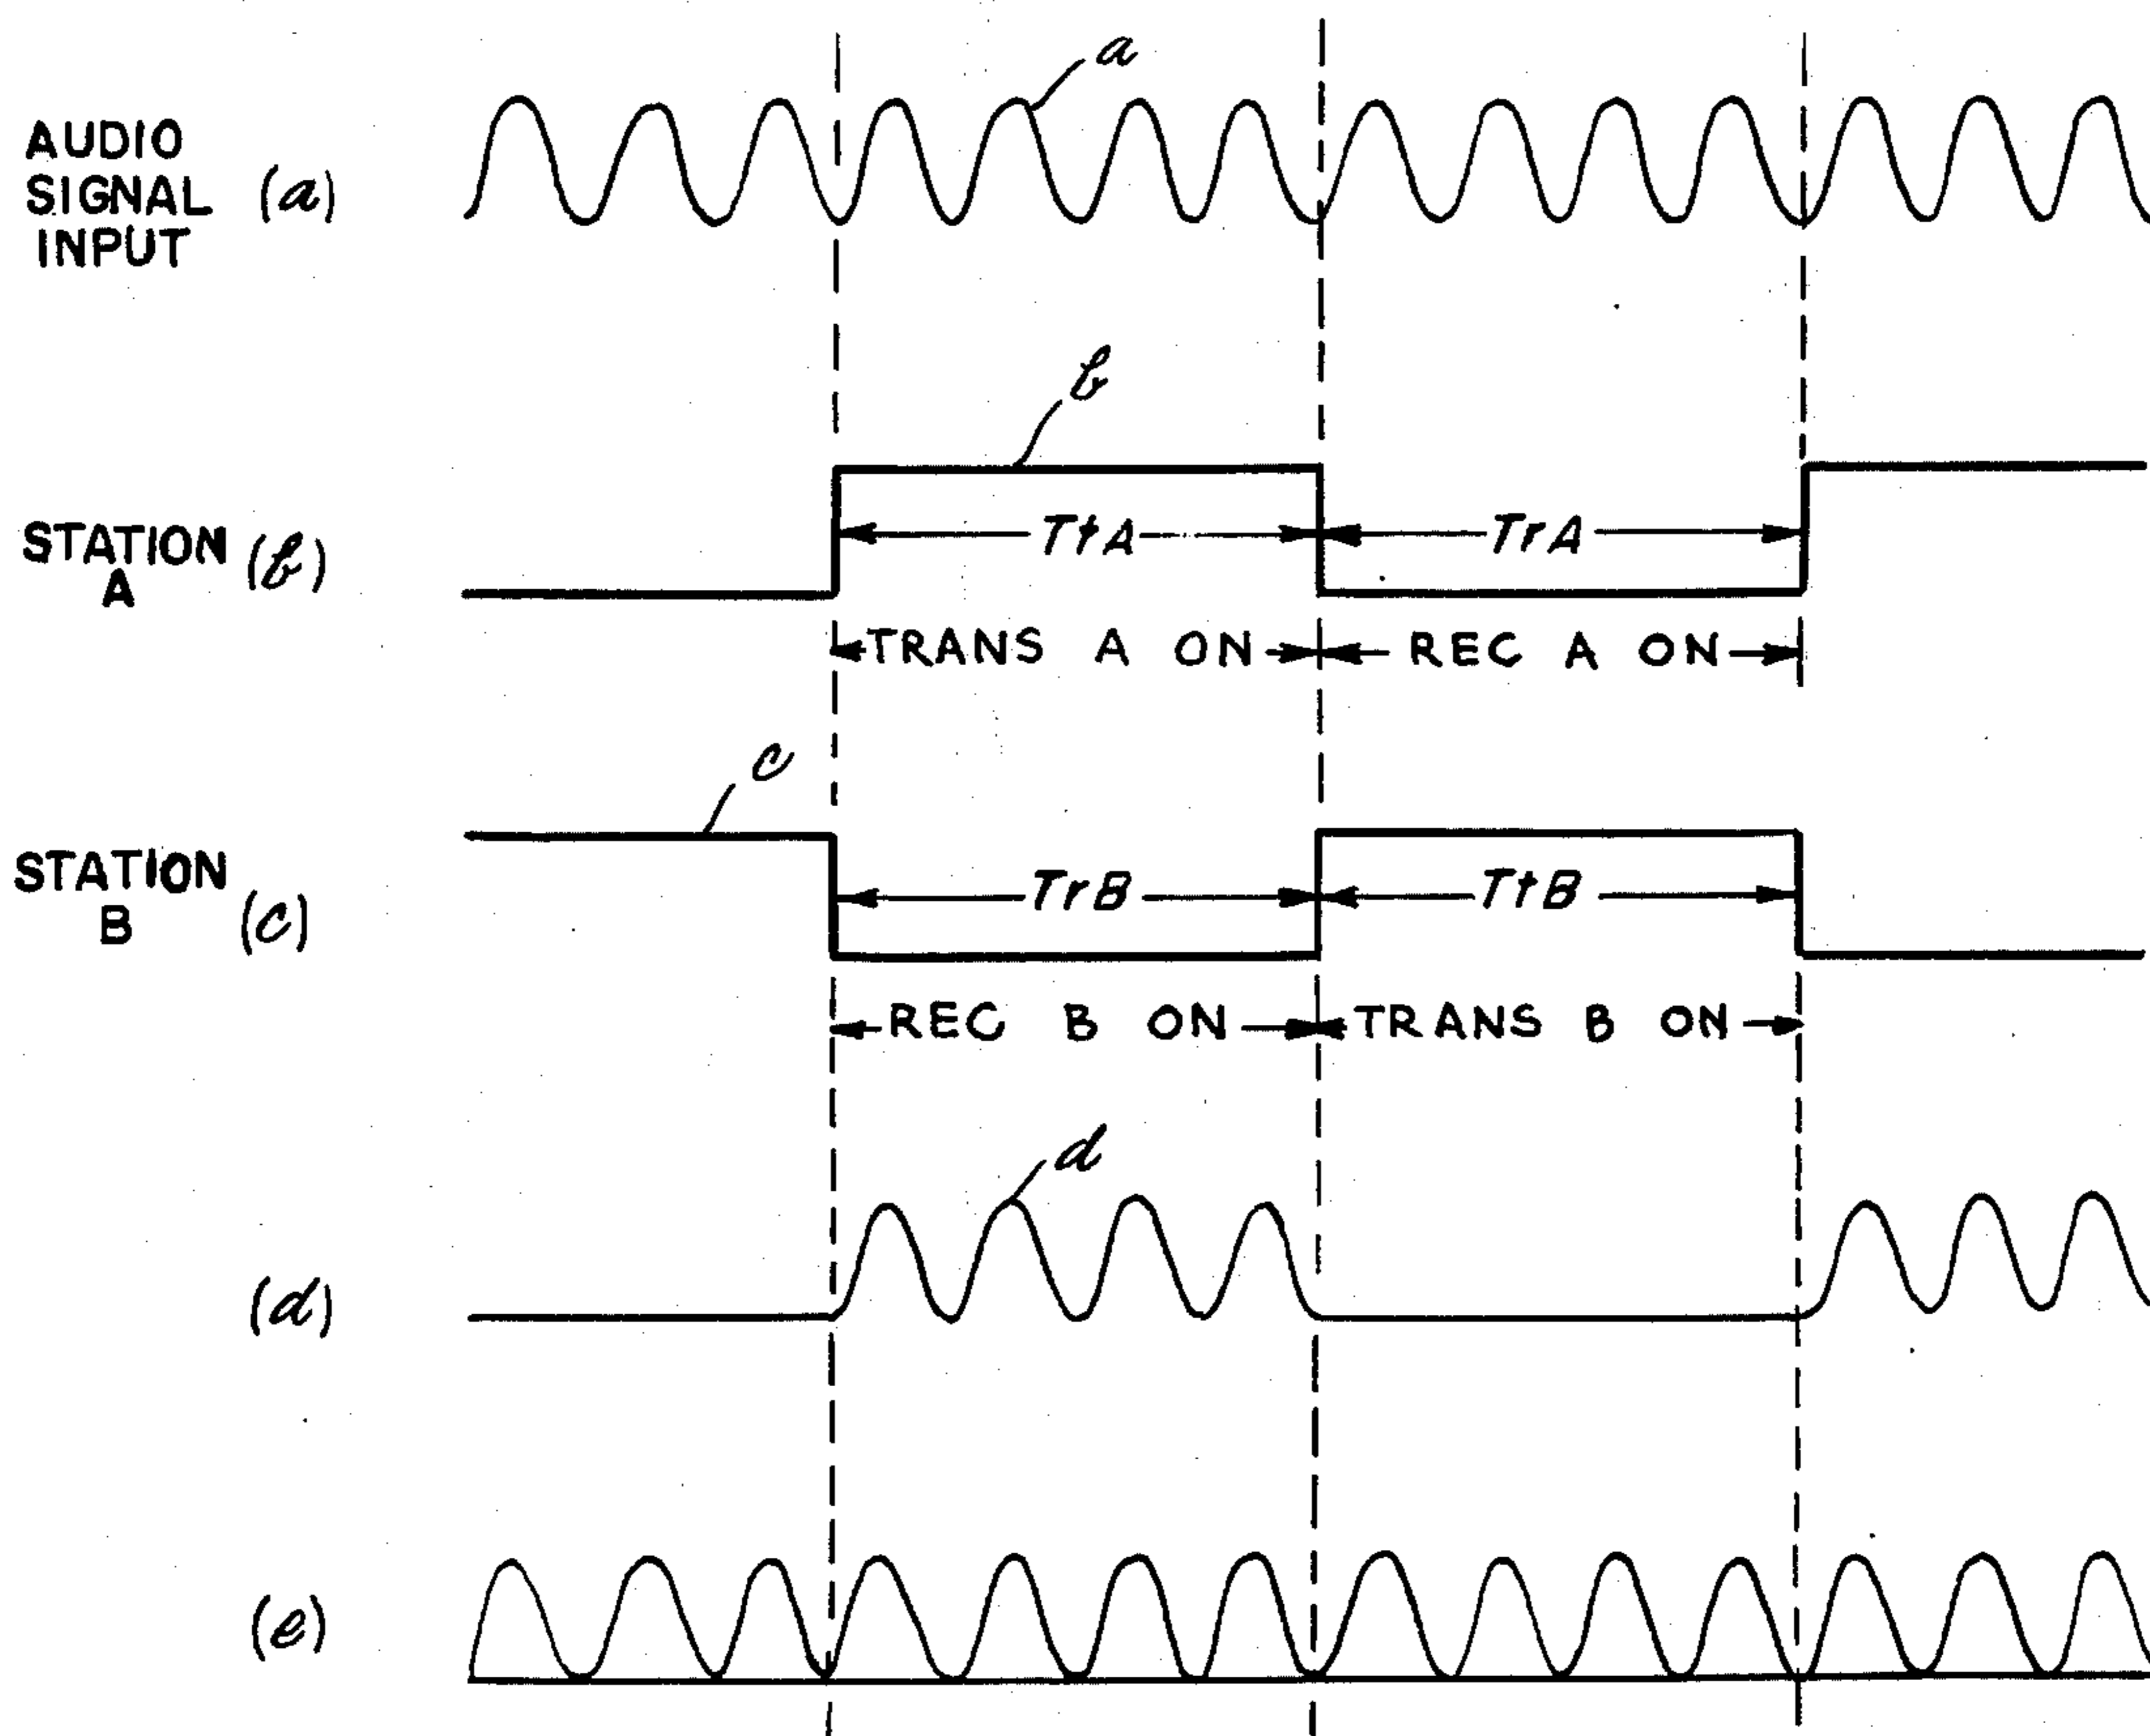 a
AUDIO
SIGNAL (a)
INPUT
b
STATION (b)
A
TtA TrA
TRANS A ON REC A ON
c
STATION
B (c)
TrB TtB
REC B ON TRANS B ON
d
(d)
(e)